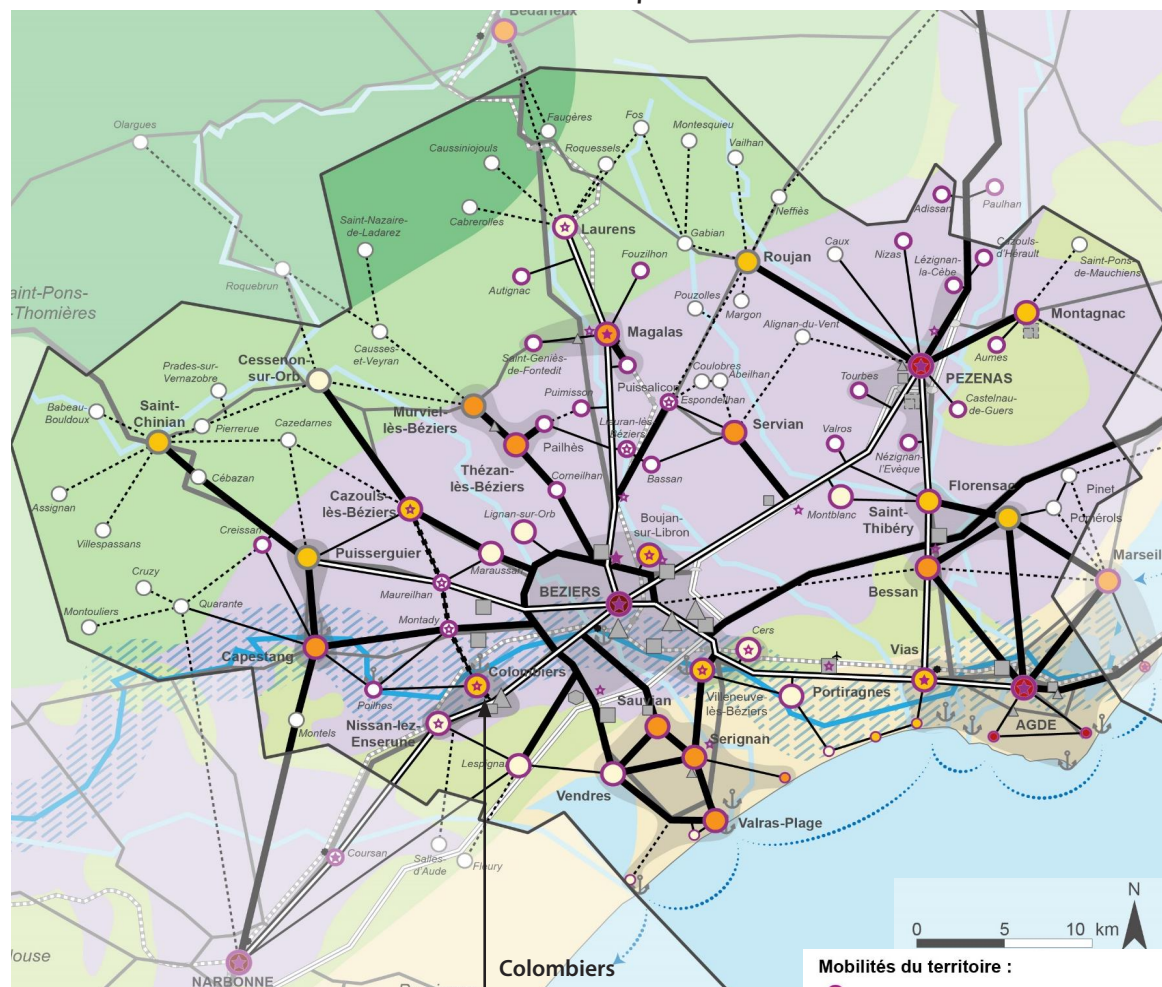 Bédarieux
Olargues
Faugères
Fos
Montesquieu
Caussiniojouls
Roquessels
Vailhan
Adissan
Paulhan
Cabrerolles
Neffiès
Saint-Nazaire-
de-Ladarez
Laurens
Gabian
Roujan
Caux
Nizas
Lézignan-
la-Cèbe
Cazouls-
d'Hérault
Saint-Pons-
de-Mauchiens
Fouzilhon
Roquebrun
Autignac
aint-Pons-
-Thomières
Pouzolles
Margon
Montagnac
Magalas
Alignan-du-Vent
Causses-
et-Veyran
Saint-Geniés-
de-Fontedit
Aumes
Cessenon-
sur-Orb
Prades-sur-
Vernazobre
Coulobres
Abeilhan
Puissalicon
Espondeilhan
Tourbes
PEZENAS
Puimisson
Castelnau-
de-Guers
Babeau-
Bouldoux
Saint-
Chinian
Pierrerue
Cazedarnes
Murviel-
lès-Béziers
Lieuran-lès
Béziers
Servian
Valros
Pailhès
Nézignan-
l'Evèque
Thézan-
lès-Béziers
Bassan
Corneilhan
Cébazan
Cazouls-
lès-Béziers
Lignan-sur-Orb
Montblanc
Saint-
Thibéry
Florensac
Pinet
Assignan
Villespassans
Creissan
Boujan-
sur-Libron
Pomérols
Puisserguier
Maraussan
Marseil
Cruzy
Maureilhan
BEZIERS
Bessan
Montouliers
Quarante
Montady
Cers
Capestang
Vias
Colombiers
Poilhes
Sauvian
Villeneuve-
lès-Béziers
Portiragnes
AGDE
Montels
Nissan-lez-
Enserune
Serignan
Lespignan
Vendres
Valras-Plage
Coursan
Salles-
d'Aude
Fleury
N
0 5 10 km
ouse
NARBONNE
Colombiers
Mobilités du territoire :